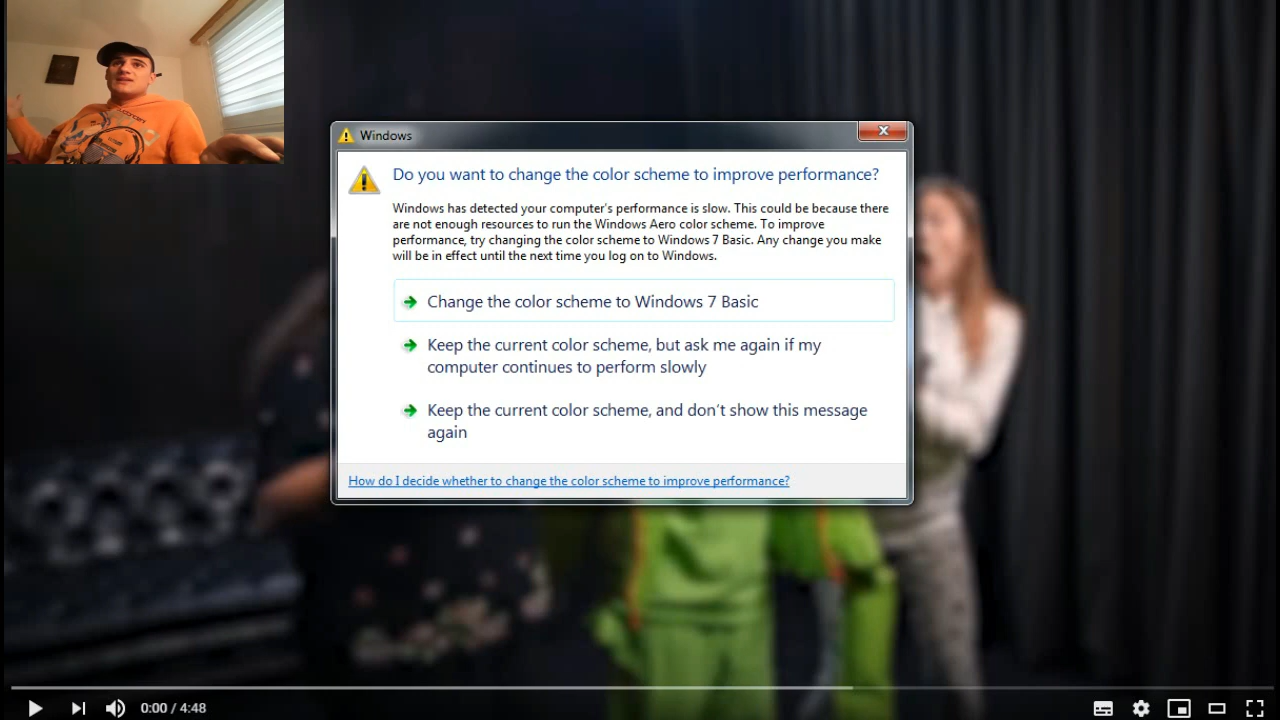 Windows
Do you want to change the color scheme to improve performance?
Windows has detected your computer's performance is slow. This could be because there
are not enough resources to run the Windows Aero color scheme. To improve
performance, try changing the color scheme to Windows 7 Basic. Any change you make
will be in effect until the next time you log on to Windows.
Change the color scheme to Windows 7 Basic
Keep the current color scheme, but ask me again if my
computer continues to perform slowly
Keep the current color scheme, and don't show this message
again
How do I decide whether to change the color scheme to improve performance?
0:00 / 4:48